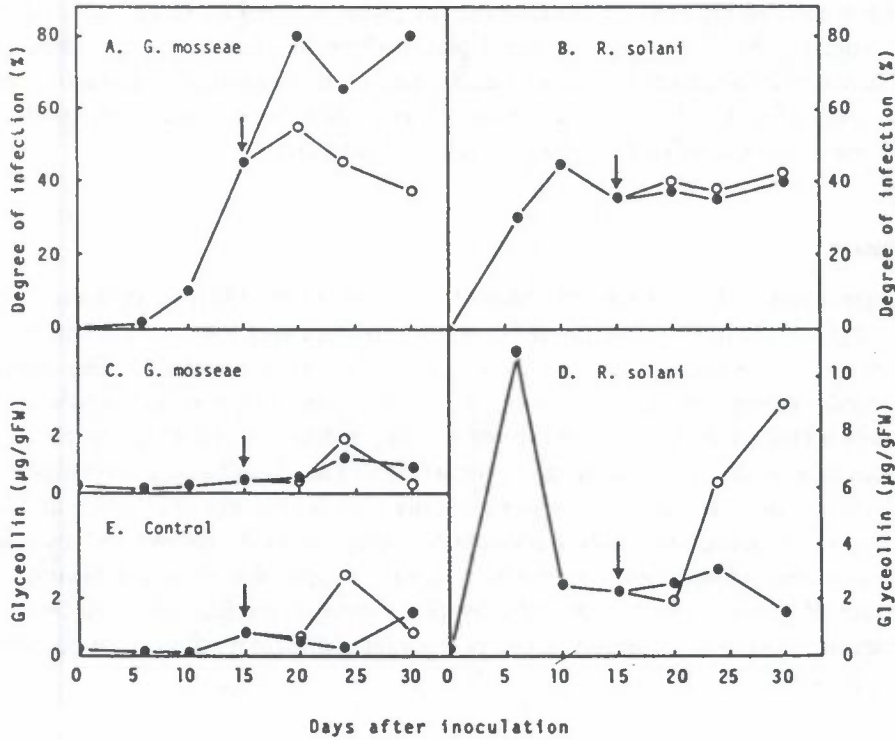 Degree of infection (%)
80
60
40
20
0
A. G. mosseae
B. R. solani
80
60
40
20
0
Degree of infection (%)
Glyceollin (µg/gFW)
C. G. mosseae
2
0
E. Control
2
0
D. R. solani
10
8
6
4
2
0
Glyceollin (µg/gFW)
0 5 10 15 20 25 30
0 5 10 15 20 25 30
Days after inoculation